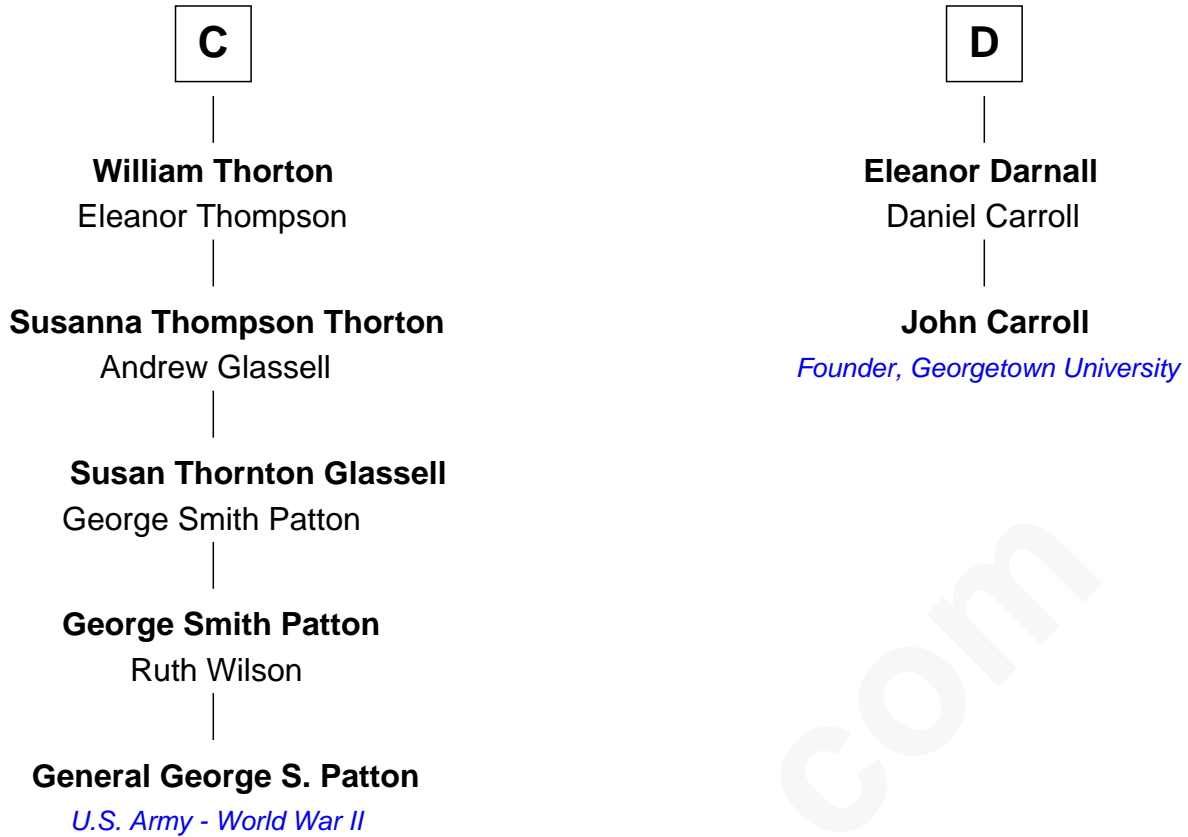 C
William Thorton
Eleanor Thompson
Susanna Thompson Thorton
Andrew Glassell
Susan Thornton Glassell
George Smith Patton
George Smith Patton
Ruth Wilson
General George S. Patton
U.S. Army - World War II
D
Eleanor Darnall
Daniel Carroll
John Carroll
Founder, Georgetown University
com